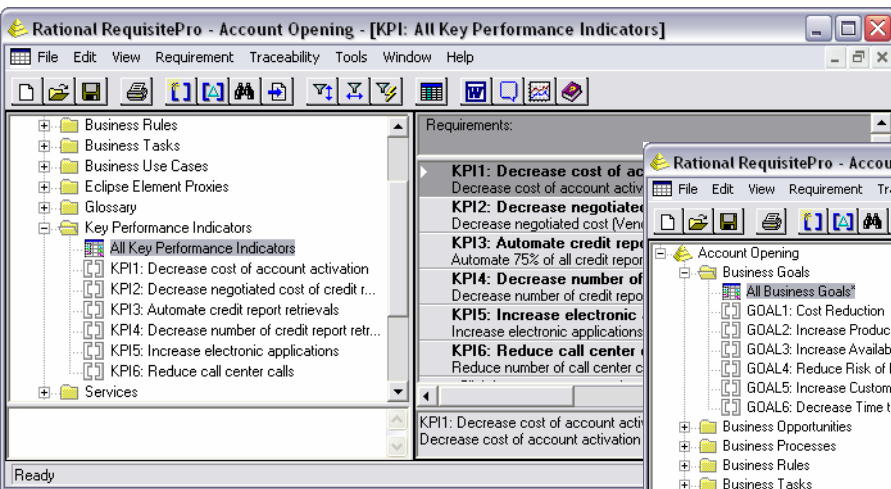 Rational RequisitePro - Account Opening - [KPI: All Key Performance Indicators]
File Edit View Requirement Traceability Tools Window Help
Business Rules
Business Tasks
Business Use Cases
Eclipse Element Proxies
Glossary
Key Performance Indicators
All Key Performance Indicators
KPI1: Decrease cost of account activation
KPI2: Decrease negotiated cost of credit r...
KPI3: Automate credit report retrievals
KPI4: Decrease number of credit report retr...
KPI5: Increase electronic applications
KPI6: Reduce call center calls
Services
Requirements:
KPI1: Decrease cost of ac
Decrease cost of account activ
KPI2: Decrease negotiated
Decrease negotiated cost (Ven
KPI3: Automate credit repo
Automate 75% of all credit repor
KPI4: Decrease number of
Decrease number of credit repo
KPI5: Increase electronic
Increase electronic applications
KPI6: Reduce call center
Reduce number of call center c
KPI1: Decrease cost of account activ
Decrease cost of account activation
Ready
Rational RequisitePro - Accou
File Edit View Requirement Tr
Account Opening
Business Goals
All Business Goals*
GOAL1: Cost Reduction
GOAL2: Increase Produc
GOAL3: Increase Availab
GOAL4: Reduce Risk of
GOAL5: Increase Custom
GOAL6: Decrease Time t
Business Opportunities
Business Processes
Business Rules
Business Tasks